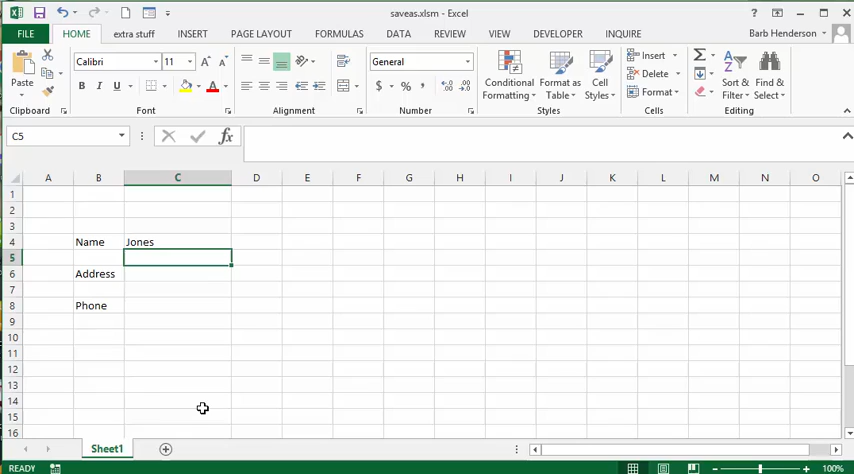 saveas.xlsm - Excel
FILE HOME extra stuff INSERT PAGE LAYOUT FORMULAS DATA REVIEW VIEW DEVELOPER INQUIRE Barb Henderson
Paste
Calibri 11
B I U A
General
$ % ,
Conditional Formatting
Cell Styles
Insert
Delete
Format
Sort & Filter
Find & Select
Clipboard Font Alignment Number Styles Cells Editing
C5 fx
A B C D E F G H I J K L M N O
1
2
3
4 Name Jones
5
6 Address
7
8 Phone
9
10
11
12
13
14
15
16
Sheet1
READY 100%